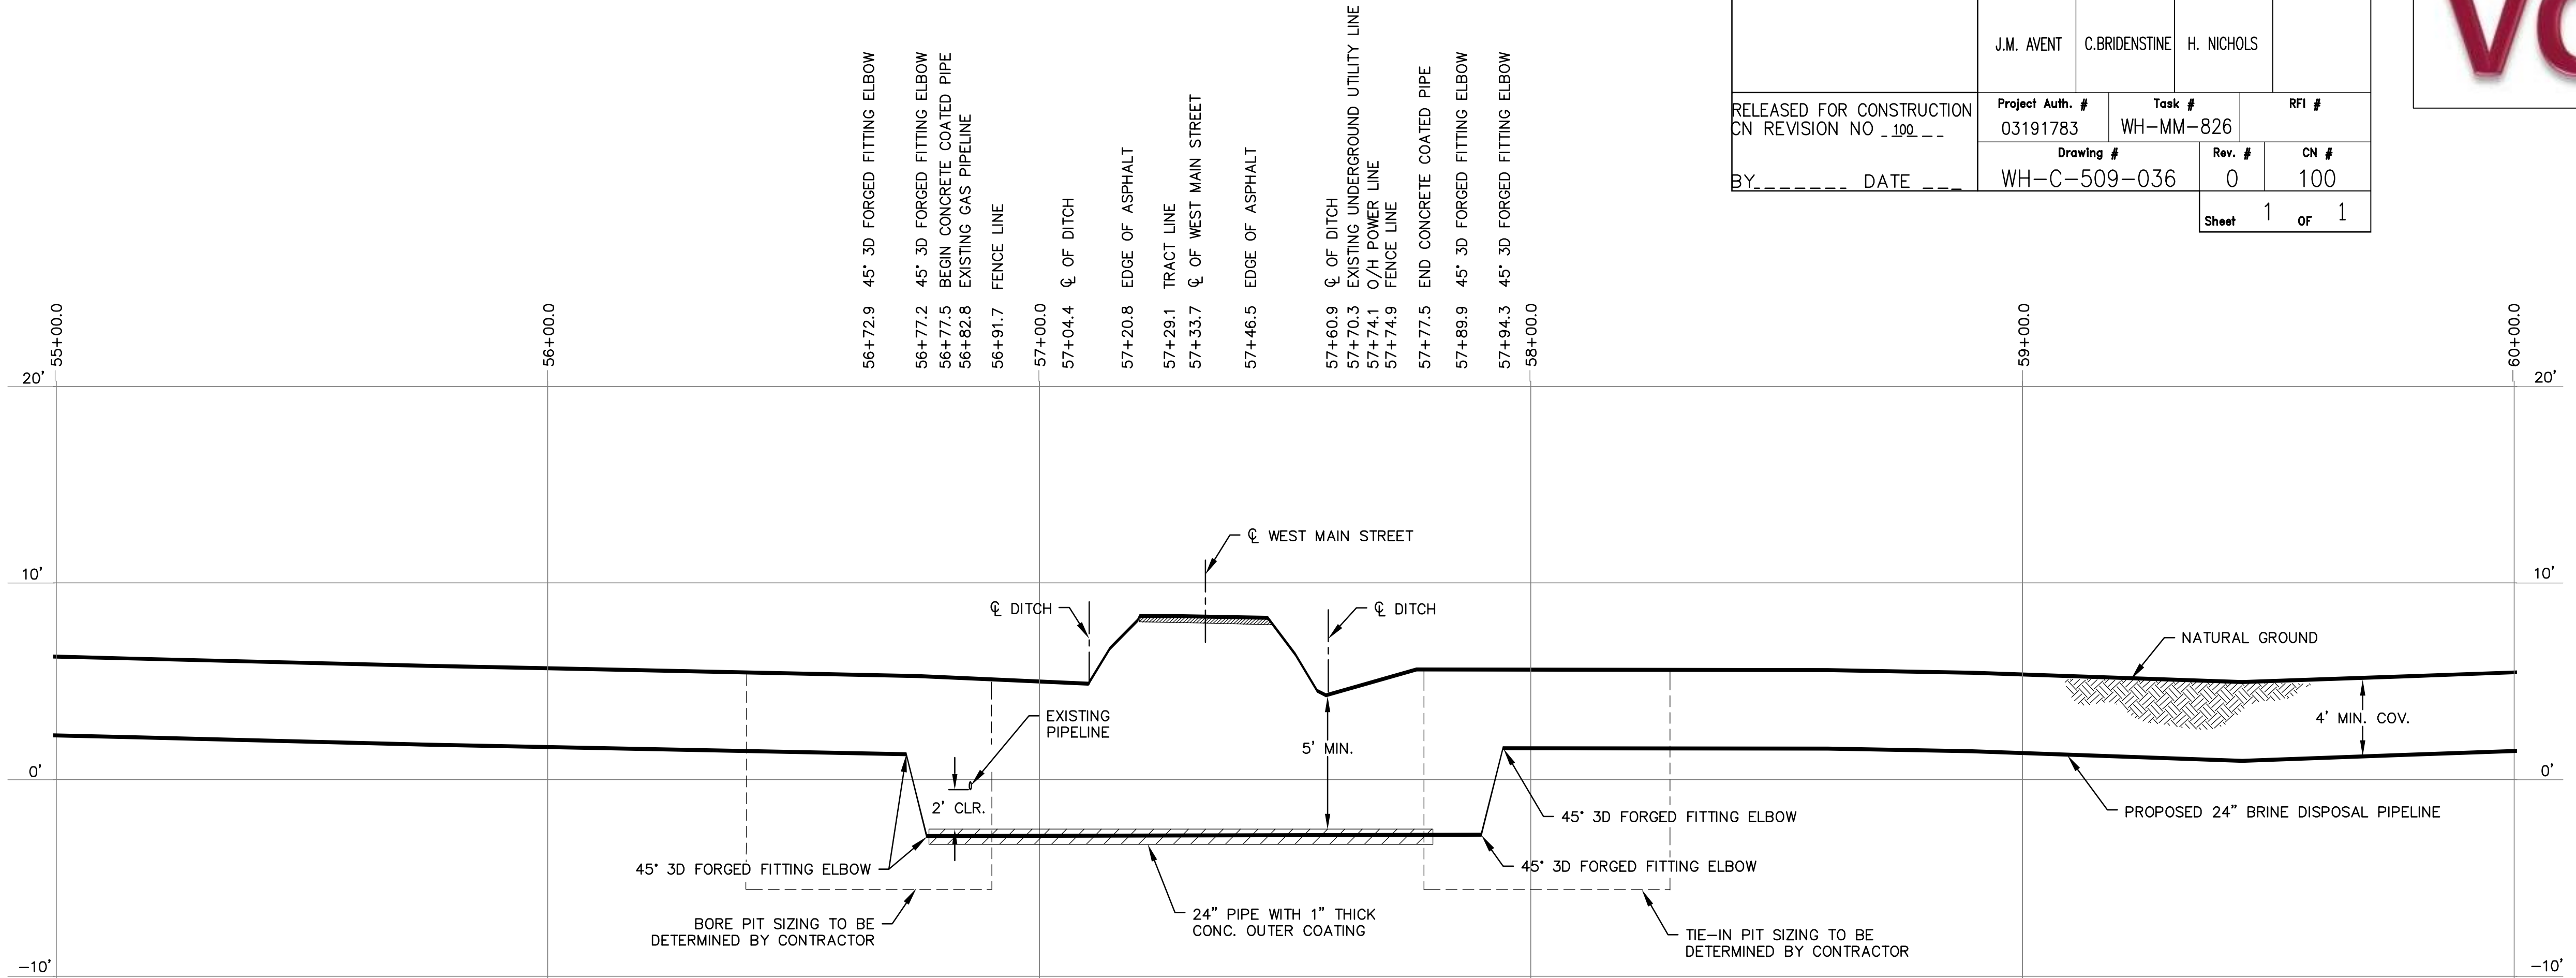 J.M. AVENT C.BRIDENSTINE H. NICHOLS
RELEASED FOR CONSTRUCTION
CN REVISION NO 100
BY_______ DATE ___
Project Auth. # Task # RFI #
03191783 WH-MM-826
Drawing # Rev. # CN #
WH-C-509-036 0 100
Sheet 1 OF 1
55+00.0
56+00.0
56+72.9 45° 3D FORGED FITTING ELBOW
56+77.2 45° 3D FORGED FITTING ELBOW
56+77.5 BEGIN CONCRETE COATED PIPE
56+82.8 EXISTING GAS PIPELINE
56+91.7 FENCE LINE
57+00.0
57+04.4 ℄ OF DITCH
57+20.8 EDGE OF ASPHALT
57+29.1 TRACT LINE
57+33.7 ℄ OF WEST MAIN STREET
57+46.5 EDGE OF ASPHALT
57+60.9 ℄ OF DITCH
57+70.3 EXISTING UNDERGROUND UTILITY LINE
57+74.1 O/H POWER LINE
57+74.9 FENCE LINE
57+77.5 END CONCRETE COATED PIPE
57+89.9 45° 3D FORGED FITTING ELBOW
57+94.3 45° 3D FORGED FITTING ELBOW
58+00.0
59+00.0
60+00.0
20' 20'
℄ WEST MAIN STREET
10' 10'
℄ DITCH
℄ DITCH
NATURAL GROUND
EXISTING
PIPELINE
4' MIN. COV.
5' MIN.
0' 0'
2' CLR.
45° 3D FORGED FITTING ELBOW
PROPOSED 24" BRINE DISPOSAL PIPELINE
45° 3D FORGED FITTING ELBOW
45° 3D FORGED FITTING ELBOW
BORE PIT SIZING TO BE
DETERMINED BY CONTRACTOR
24" PIPE WITH 1" THICK
CONC. OUTER COATING
TIE-IN PIT SIZING TO BE
DETERMINED BY CONTRACTOR
-10' -10'